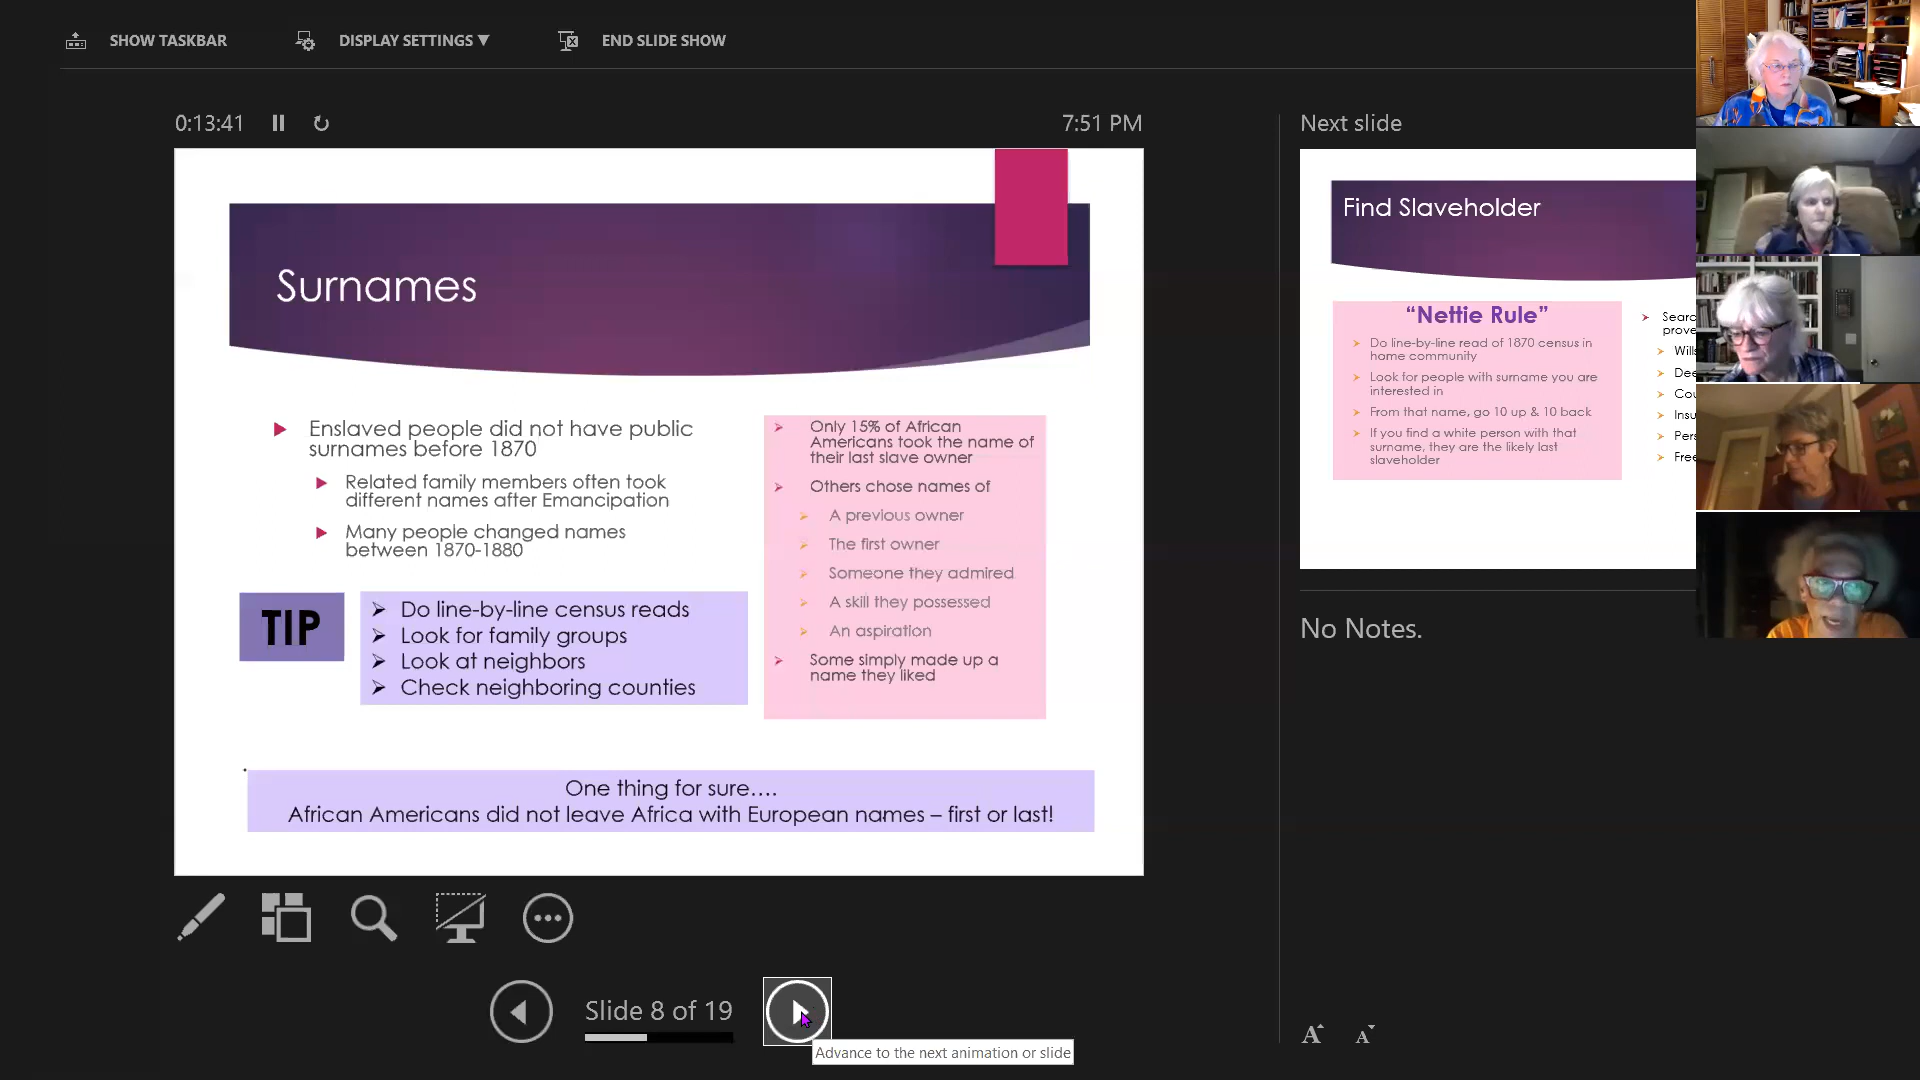 SHOW TASKBAR
DISPLAY SETTINGS ▼
END SLIDE SHOW
0:13:41
7:51 PM
Surnames
Enslaved people did not have public
surnames before 1870
Related family members often took
different names after Emancipation
Many people changed names
between 1870-1880
TIP
Do line-by-line census reads
Look for family groups
Look at neighbors
Check neighboring counties
Only 15% of African
Americans took the name of
their last slave owner
Others chose names of
A previous owner
The first owner
Someone they admired
A skill they possessed
An aspiration
Some simply made up a
name they liked
One thing for sure....
African Americans did not leave Africa with European names – first or last!
Slide 8 of 19
Advance to the next animation or slide
Next slide
Find Slaveholder
“Nettie Rule”
Do line-by-line read of 1870 census in
home community
Look for people with surname you are
interested in
From that name, go 10 up & 10 back
If you find a white person with that
surname, they are the likely last
slaveholder
Searc
prove
Wills
Dee
Cou
Insu
Pers
Free
No Notes.
A A